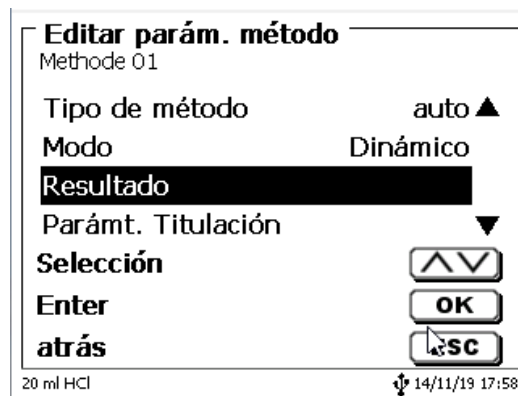 Editar parám. método
Methode 01
Tipo de método auto ▲
Modo Dinámico
Resultado
Parámt. Titulación ▼
Selección
Enter OK
atrás ESC
20 ml HCl 14/11/19 17:58